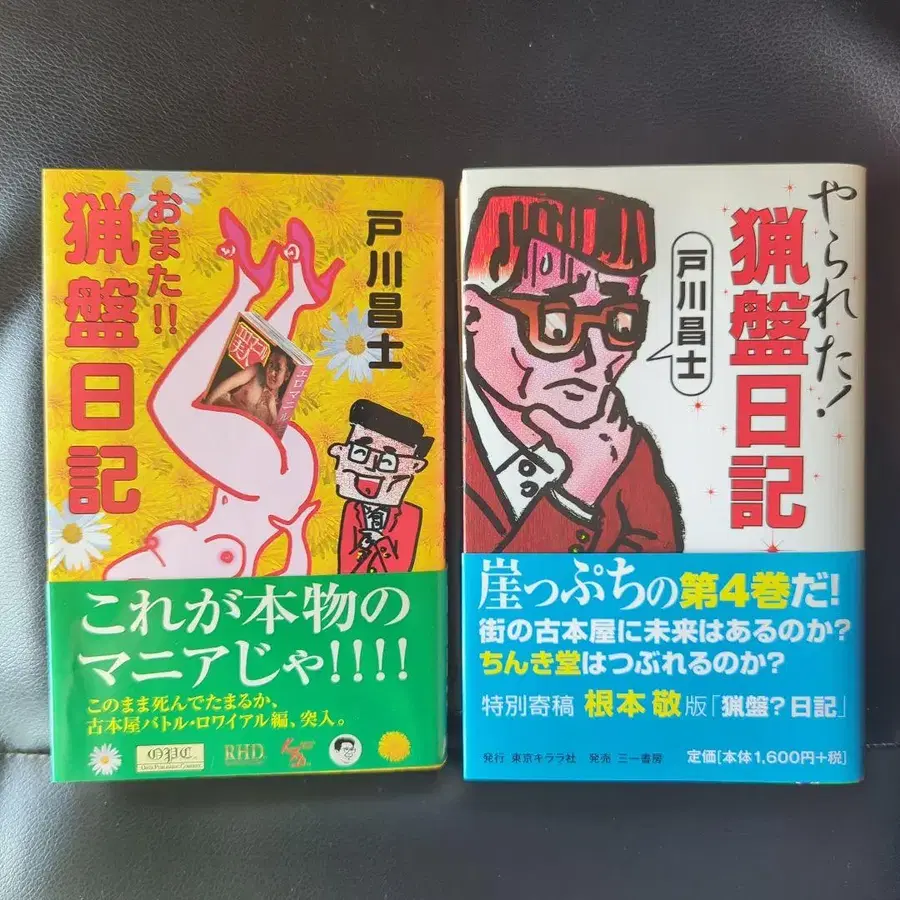 おまた!!
猟盤日記
戸川昌士
エロマニア
これが本物の
マニアじゃ!!!!
このまま死んでたまるか、
古本屋バトル・ロワイアル編、突入。
O.P.C.
RHD
やられた!
猟盤日記
戸川昌士
崖っぷちの第4巻だ!
街の古本屋に未来はあるのか?
ちんき堂はつぶれるのか?
特別寄稿 根本 敬 版「猟盤?日記」
発行 東京キララ社 発売 三一書房 定価[本体1,600円+税]